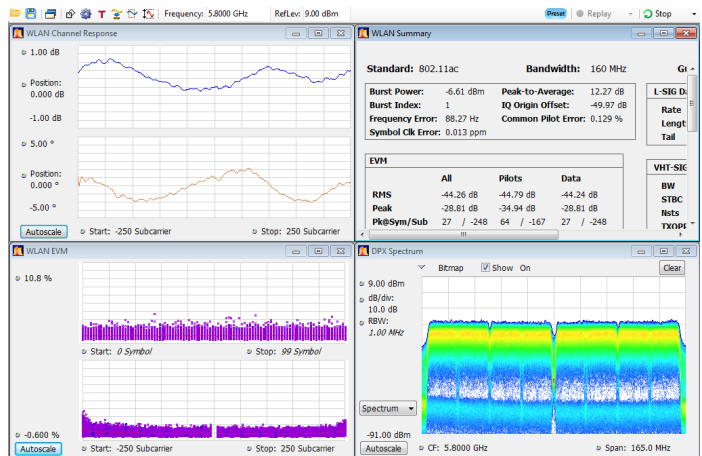 Frequency: 5.8000 GHz RefLev: 9.00 dBm Preset Replay Stop
WLAN Channel Response
1.00 dB
Position:
0.000 dB
-1.00 dB
5.00 °
Position:
0.000 °
-5.00 °
Autoscale Start: -250 Subcarrier Stop: 250 Subcarrier
WLAN Summary
Standard: 802.11ac Bandwidth: 160 MHz
Burst Power: -6.61 dBm Peak-to-Average: 12.27 dB
Burst Index: 1 IQ Origin Offset: -49.97 dB
Frequency Error: 88.27 Hz Common Pilot Error: 0.129 %
Symbol Clk Error: 0.013 ppm
L-SIG
Rate
Lengt
Tail
EVM
All Pilots Data
RMS -44.26 dB -44.79 dB -44.24 dB
Peak -28.81 dB -34.94 dB -28.81 dB
Pk@Sym/Sub 27 / -248 64 / -167 27 / -248
VHT-SIG
BW
STBC
Nsts
TXOPF
WLAN EVM
10.8 %
Start: 0 Symbol Stop: 99 Symbol
-0.600 %
Autoscale Start: -250 Subcarrier Stop: 250 Subcarrier
DPX Spectrum
Bitmap Show On Clear
9.00 dBm
dB/div:
10.0 dB
RBW:
1.00 MHz
Spectrum
-91.00 dBm
Autoscale CF: 5.8000 GHz Span: 165.0 MHz